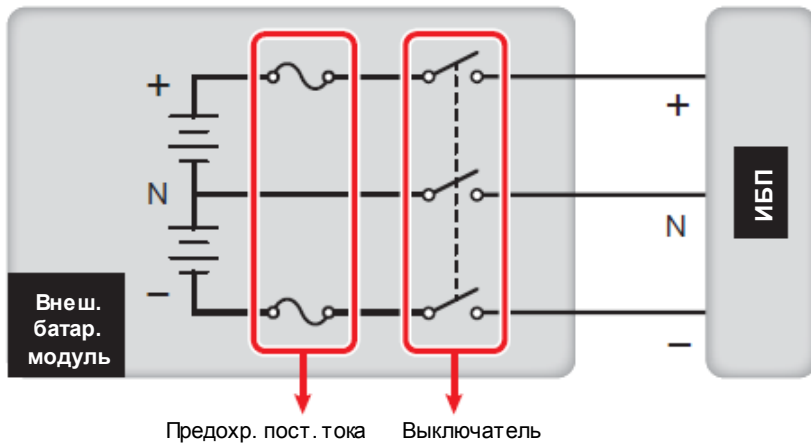 +
+
N
N
ИБП
−
−
Внеш.
батар.
модуль
Предохр. пост. тока
Выключатель